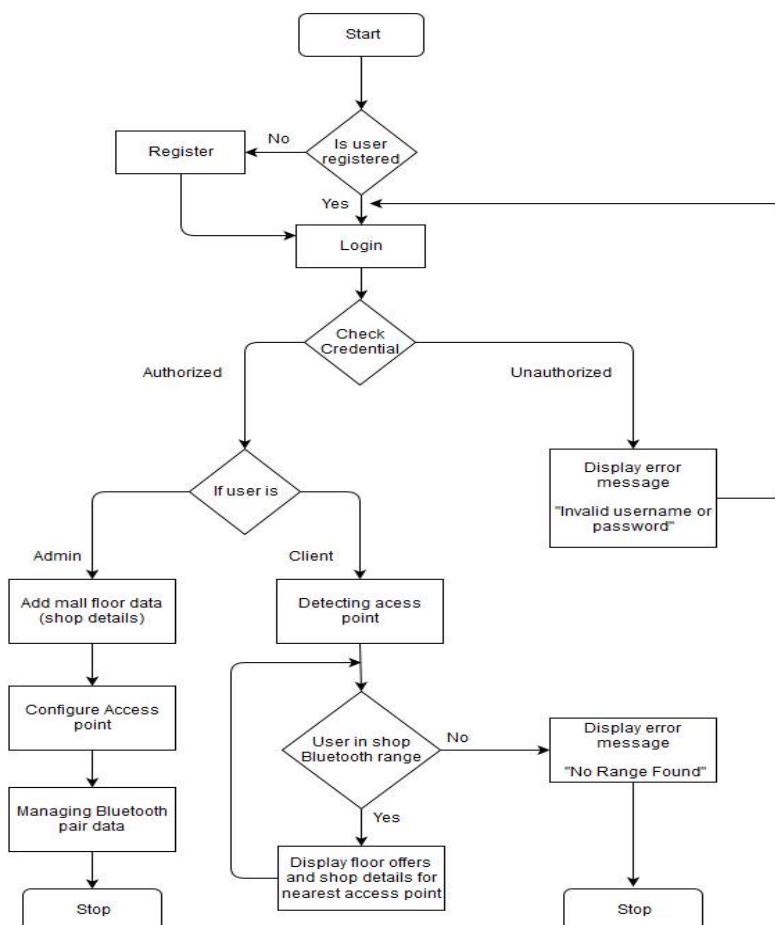 Start
Is user
registered
No
Register
Yes
Login
Check
Credential
Authorized
Unauthorized
If user is
Display error
message
"Invalid username or
password"
Admin
Client
Add mall floor data
(shop details)
Detecting acess
point
Configure Access
point
User in shop
Bluetooth range
No
Display error
message
"No Range Found"
Managing Bluetooth
pair data
Yes
Display floor offers
and shop details for
nearest access point
Stop
Stop